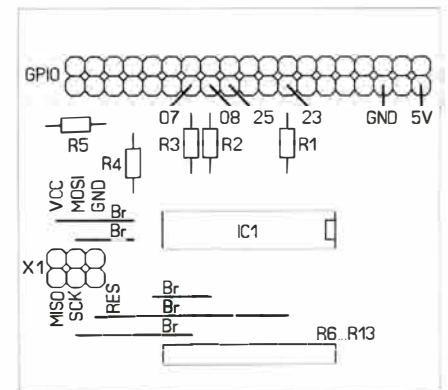 GPIO
07 08 25 23 GND 5V
R5 R3 R2 R1
R4
VCC
MOSI
GND
Br
Br
IC1
X1
MISO
SCK
RES
Br
Br
Br
R6...R13